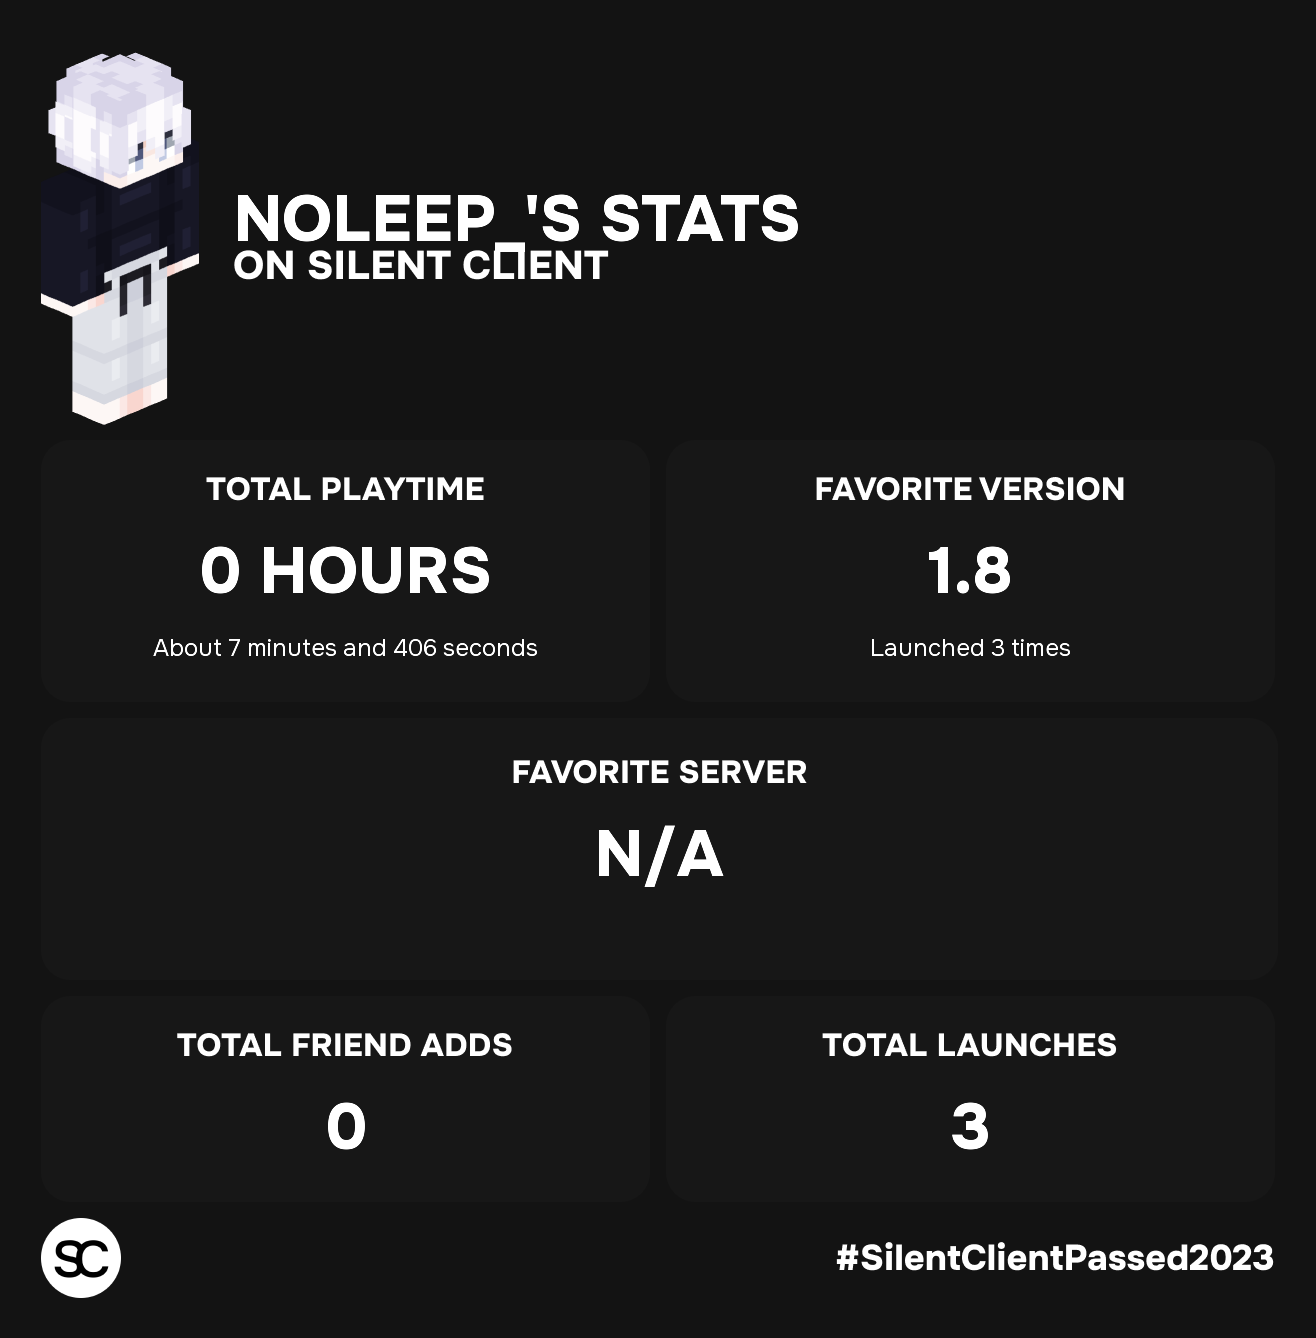 NOLEEP_'S STATS
ON SILENT CLIENT
TOTAL PLAYTIME
0 HOURS
About 7 minutes and 406 seconds
FAVORITE VERSION
1.8
Launched 3 times
FAVORITE SERVER
N/A
TOTAL FRIEND ADDS
0
TOTAL LAUNCHES
3
SC
#SilentClientPassed2023